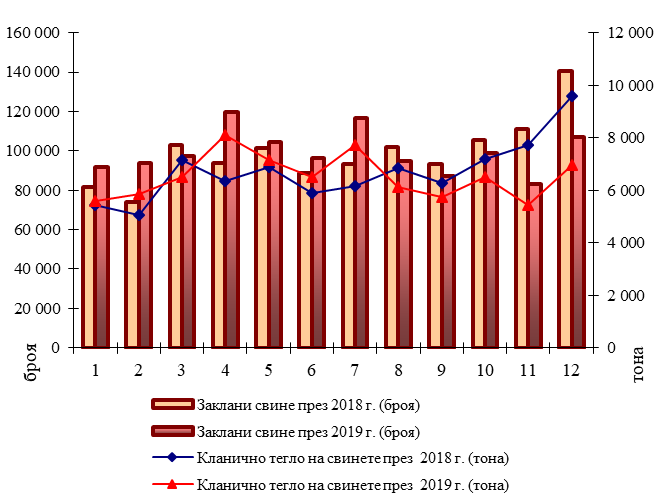 160 000 12 000
140 000 10 000
120 000
100 000 8 000
80 000 6 000
60 000 4 000
40 000
20 000 2 000
0 0
броя тона
1 2 3 4 5 6 7 8 9 10 11 12
Заклани свине през 2018 г. (броя)
Заклани свине през 2019 г. (броя)
Кланично тегло на свинете през 2018 г. (тона)
Кланично тегло на свинете през 2019 г. (тона)